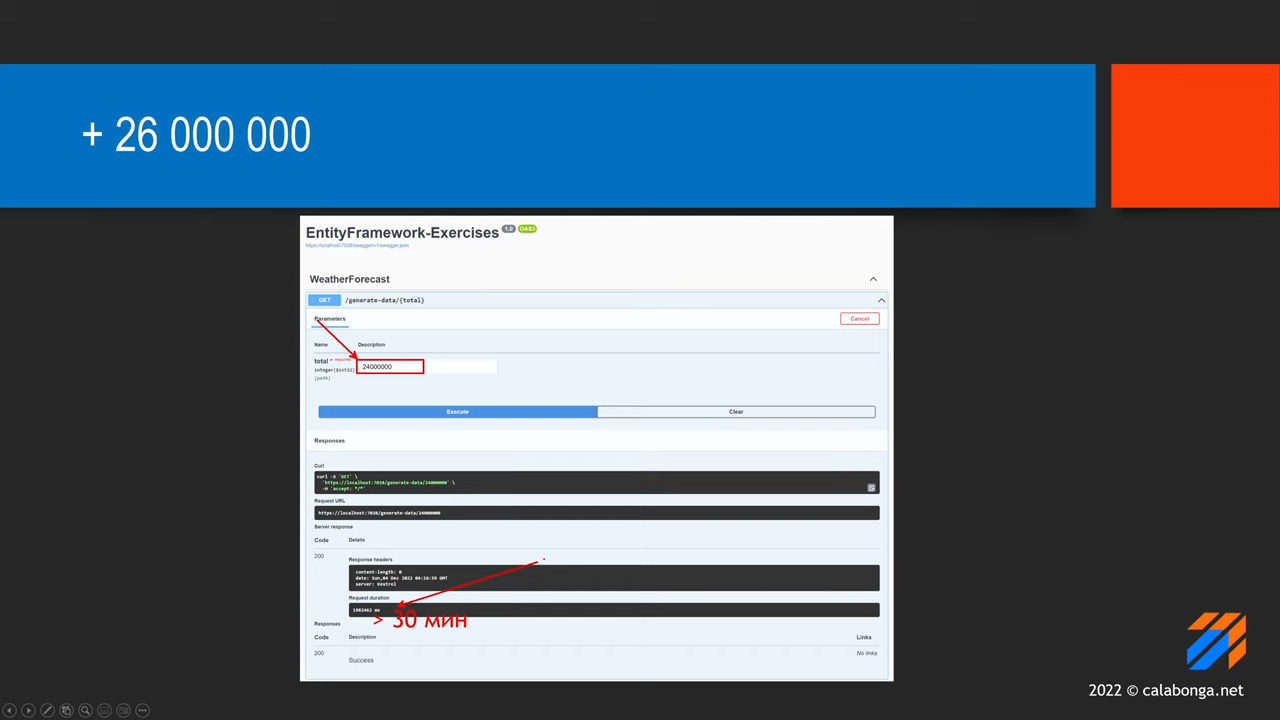 + 26 000 000
EntityFramework-Exercises 1.0 OAS3
https://localhost:7038/swagger/v1/swagger.json
WeatherForecast
GET /generate-data/{total}
Parameters
Cancel
Name Description
total * required
24000000
(path)
Execute Clear
Responses
Curl
curl -X 'GET' \
'https://localhost:7038/generate-data/24000000' \
-H 'accept: */*'
Request URL
https://localhost:7038/generate-data/24000000
Server response
Code Details
200
Response headers
content-length: 0
server: Kestrel
Request duration
> 30 мин
Responses
Code Description Links
200 No links
Success
2022 © calabonga.net